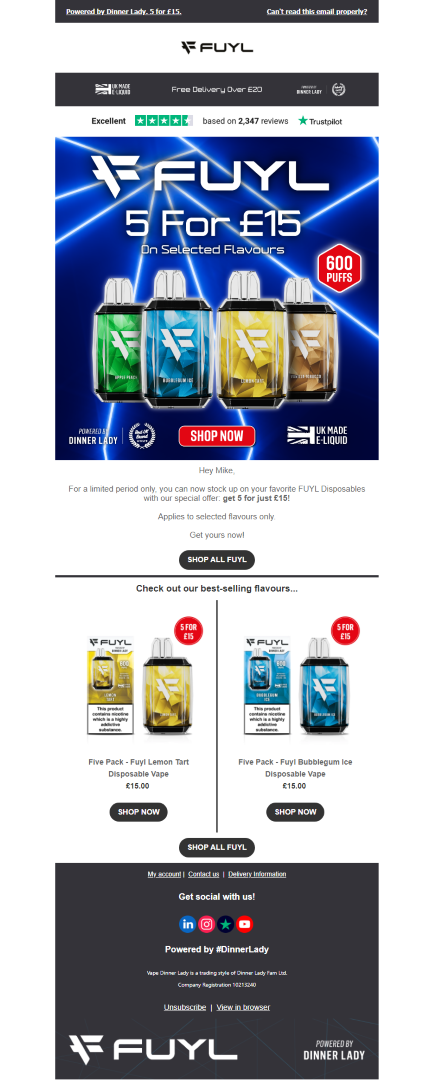 Powered by Dinner Lady. 5 for £15.
Can't read this email properly?
FUYL
UK MADE
E-LIQUID
Free Delivery Over £20
POWERED BY
DINNER LADY
Excellent
based on 2,347 reviews
Trustpilot
FUYL
5 For £15
On Selected Flavours
600
PUFFS
APPLE PEACH
BUBBLEGUM ICE
LEMON TART
POWERED BY
DINNER LADY
SHOP NOW
UK MADE
E-LIQUID
Hey Mike,
For a limited period only, you can now stock up on your favorite FUYL Disposables
with our special offer: get 5 for just £15!
Applies to selected flavours only.
Get yours now!
SHOP ALL FUYL
Check out our best-selling flavours...
5 FOR
£15
FUYL
600
LEMON
TART
This product
contains nicotine
which is a highly
addictive
substance.
5 FOR
£15
FUYL
600
BUBBLEGUM
ICE
This product
contains nicotine
which is a highly
addictive
substance.
Five Pack - Fuyl Lemon Tart
Disposable Vape
£15.00
SHOP NOW
Five Pack - Fuyl Bubblegum Ice
Disposable Vape
£15.00
SHOP NOW
SHOP ALL FUYL
My account | Contact us | Delivery Information
Get social with us!
Powered by #DinnerLady
Vape Dinner Lady is a trading style of Dinner Lady Fam Ltd.
Company Registration 10213240
Unsubscribe | View in browser
FUYL
POWERED BY
DINNER LADY